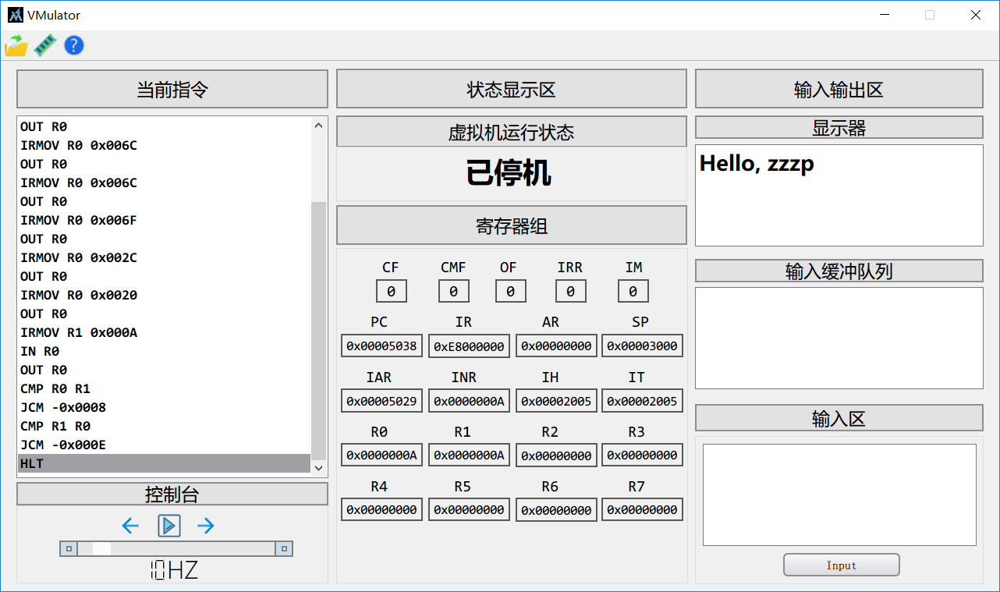 VMulator
当前指令
OUT R0
IRMOV R0 0x006C
OUT R0
IRMOV R0 0x006C
OUT R0
IRMOV R0 0x006F
OUT R0
IRMOV R0 0x002C
OUT R0
IRMOV R0 0x0020
OUT R0
IRMOV R1 0x000A
IN R0
OUT R0
CMP R0 R1
JCM -0x0008
CMP R1 R0
JCM -0x000E
HLT
控制台
10HZ
状态显示区
虚拟机运行状态
已停机
寄存器组
CF CMF OF IRR IM
0 0 0 0 0
PC IR AR SP
0x00005038 0xE8000000 0x00000000 0x00003000
IAR INR IH IT
0x00005029 0x0000000A 0x00002005 0x00002005
R0 R1 R2 R3
0x0000000A 0x0000000A 0x00000000 0x00000000
R4 R5 R6 R7
0x00000000 0x00000000 0x00000000 0x00000000
输入输出区
显示器
Hello, zzzp
输入缓冲队列
输入区
Input